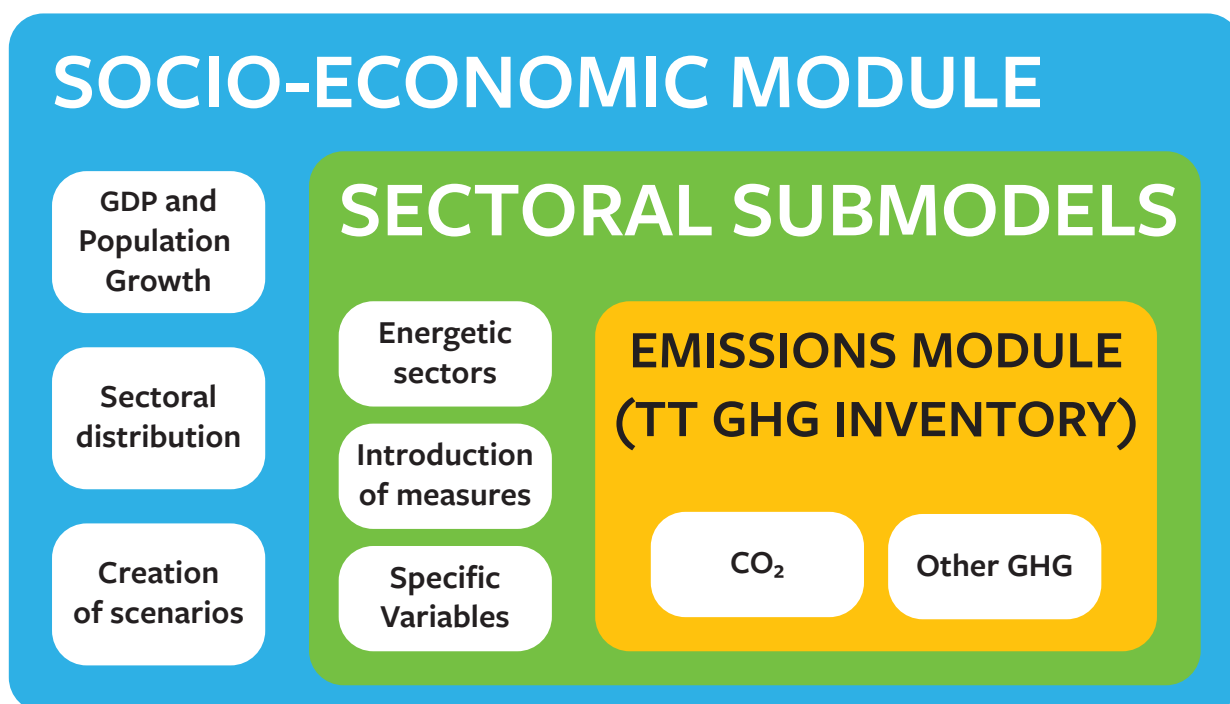 SOCIO-ECONOMIC MODULE
GDP and
Population
Growth
Sectoral
distribution
Creation
of scenarios
SECTORAL SUBMODELS
Energetic
sectors
Introduction
of measures
Specific
Variables
EMISSIONS MODULE
(TT GHG INVENTORY)
CO₂
Other GHG